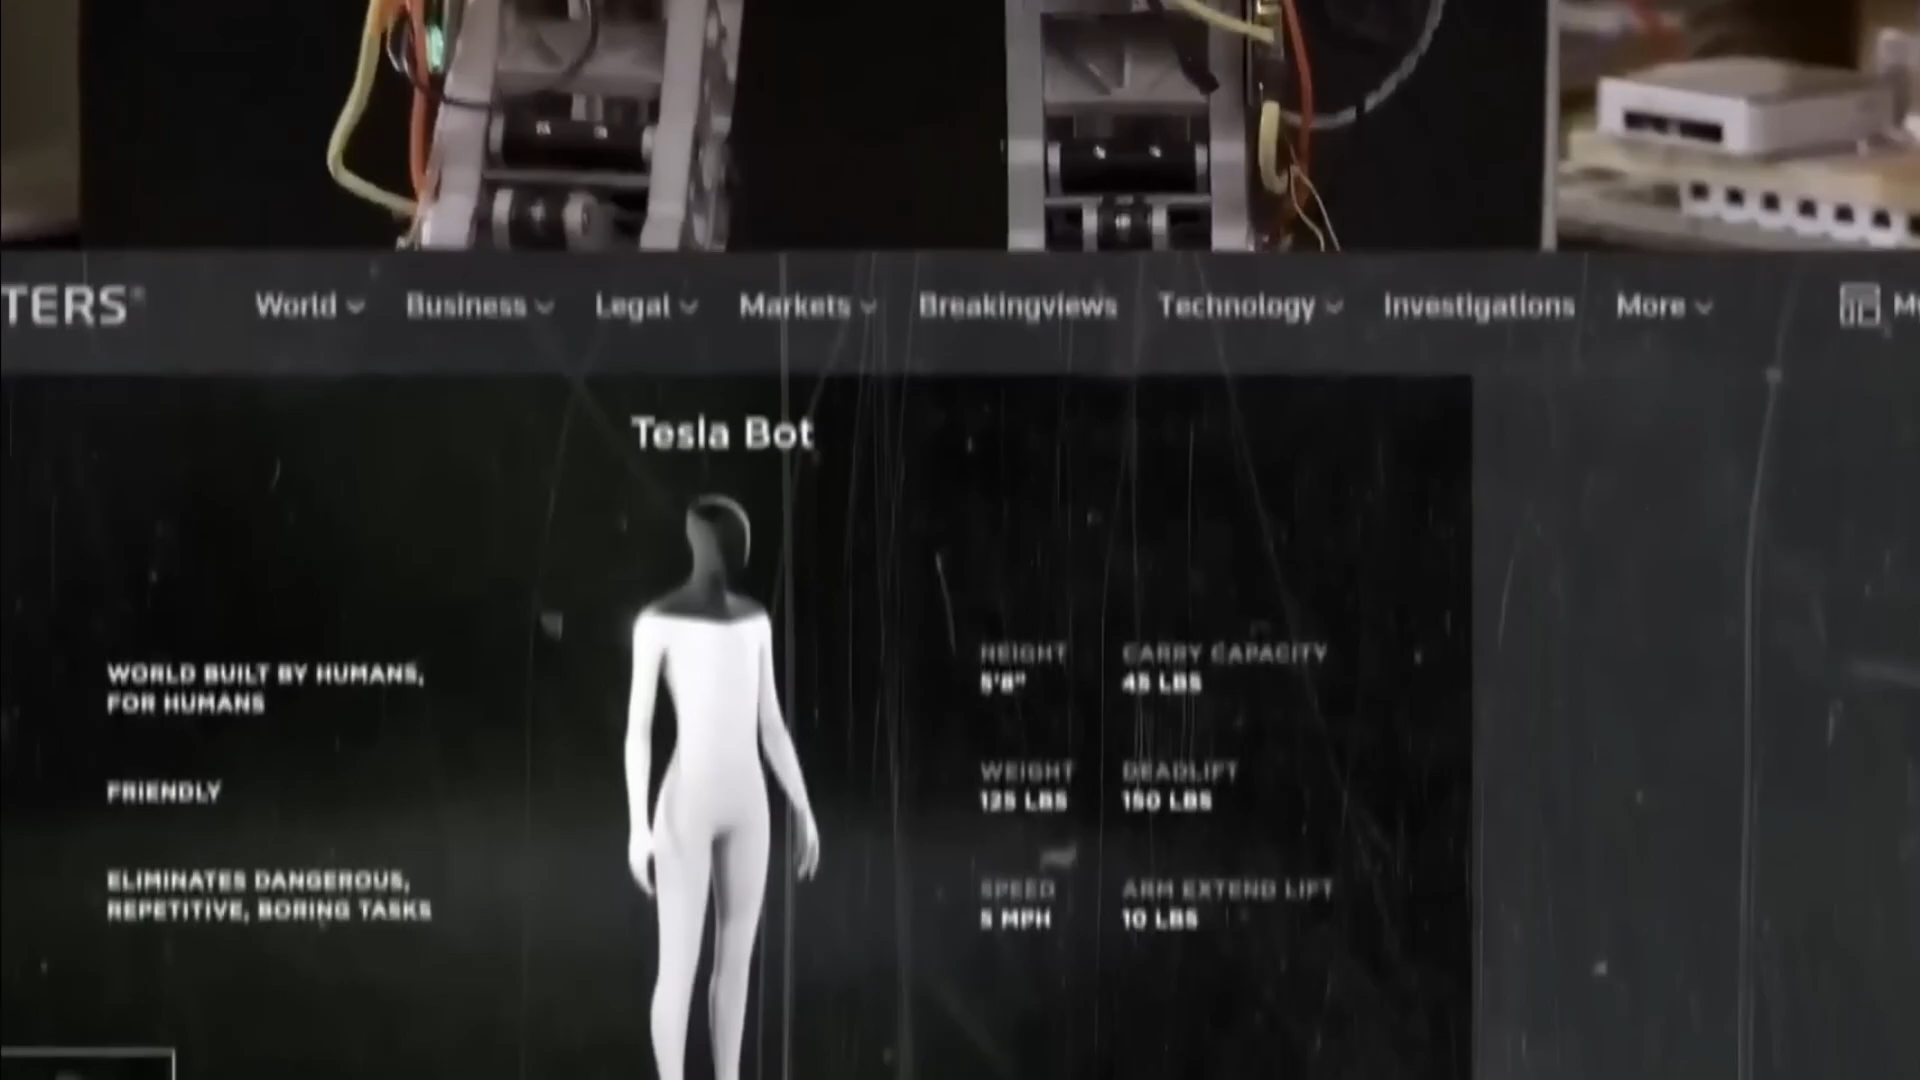 TERS
World
Business
Legal
Markets
Breakingviews
Technology
Investigations
More
Tesla Bot
WORLD BUILT BY HUMANS,
FOR HUMANS
FRIENDLY
ELIMINATES DANGEROUS,
REPETITIVE, BORING TASKS
HEIGHT
5'8"
CARRY CAPACITY
45 LBS
WEIGHT
125 LBS
DEADLIFT
150 LBS
SPEED
5 MPH
ARM EXTEND LIFT
10 LBS